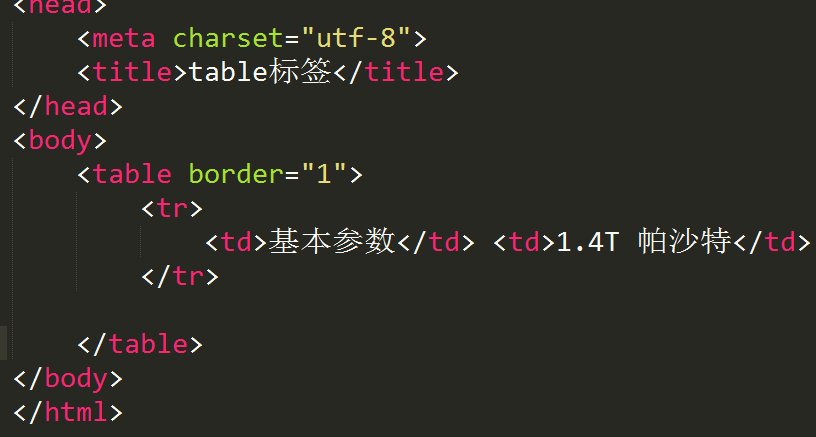 <head>
<meta charset="utf-8">
<title>table标签</title>
</head>
<body>
<table border="1">
<tr>
<td>基本参数</td> <td>1.4T 帕沙特</td>
</tr>
</table>
</body>
</html>